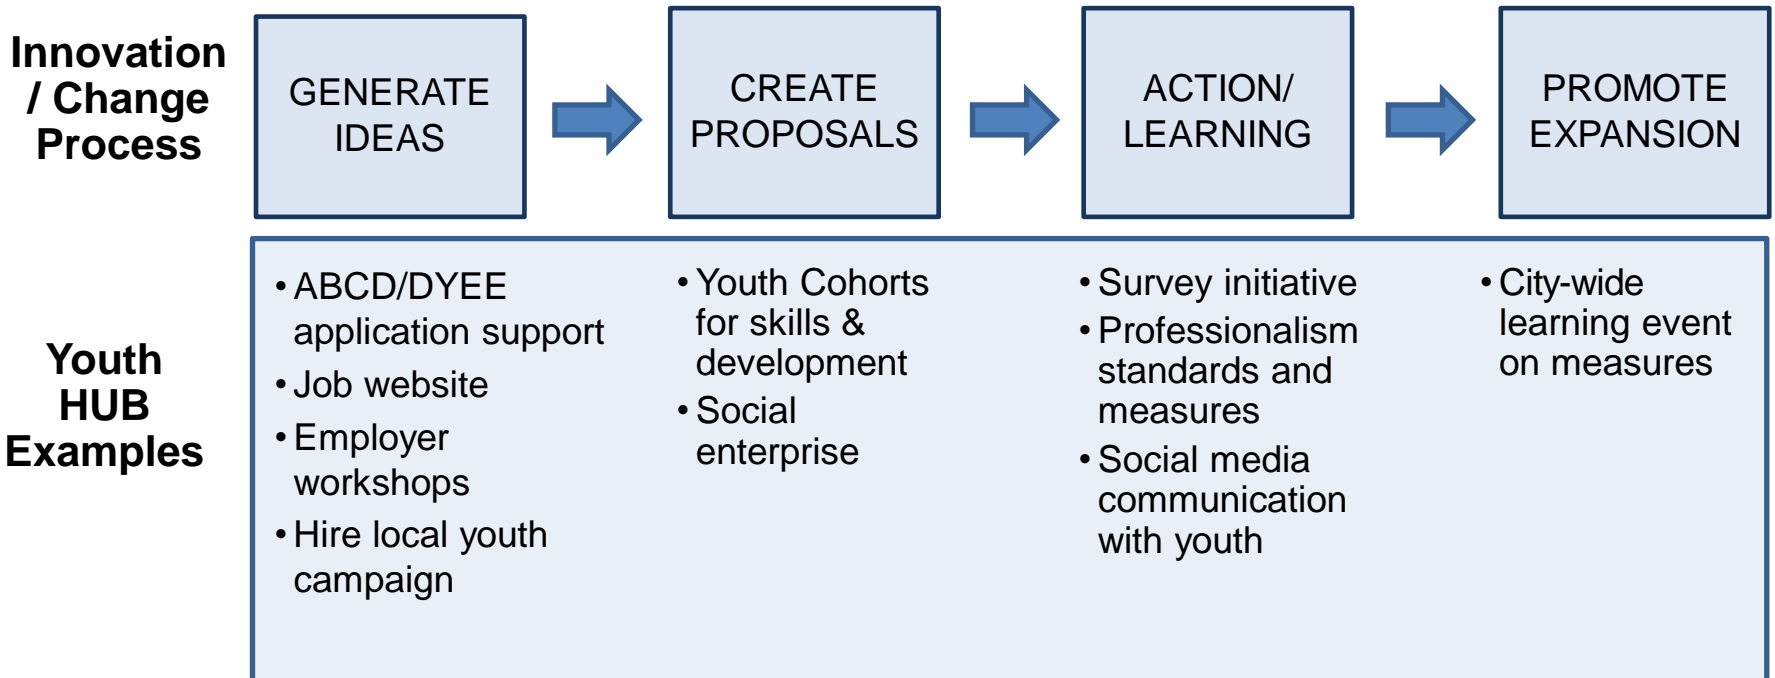 Innovation
/ Change
Process
GENERATE
IDEAS
CREATE
PROPOSALS
ACTION/
LEARNING
PROMOTE
EXPANSION
Youth
HUB
Examples
• ABCD/DYEE
application support
• Job website
• Employer
workshops
• Hire local youth
campaign
• Youth Cohorts
for skills &
development
• Social
enterprise
• Survey initiative
• Professionalism
standards and
measures
• Social media
communication
with youth
• City-wide
learning event
on measures